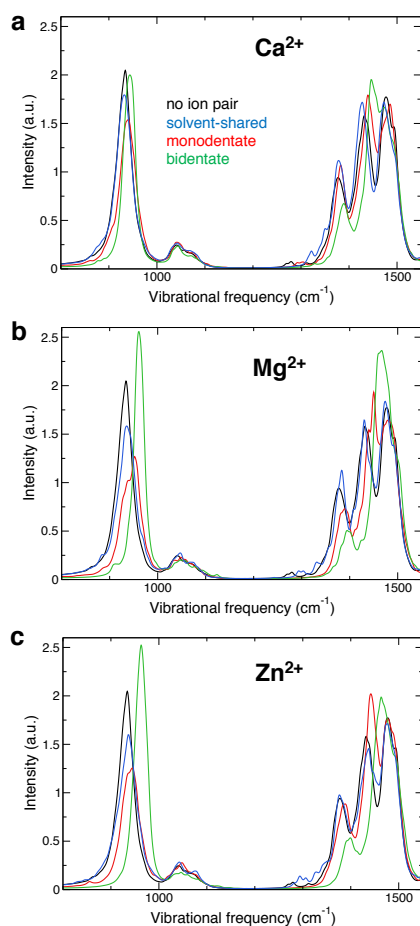 a
Ca²⁺
no ion pair
solvent-shared
monodentate
bidentate
Intensity (a.u.)
2.5
2
1.5
1
0.5
0
1000
1500
Vibrational frequency (cm⁻¹)
b
Mg²⁺
Intensity (a.u.)
2.5
2
1.5
1
0.5
0
1000
1500
Vibrational frequency (cm⁻¹)
c
Zn²⁺
Intensity (a.u.)
2.5
2
1.5
1
0.5
0
1000
1500
Vibrational frequency (cm⁻¹)